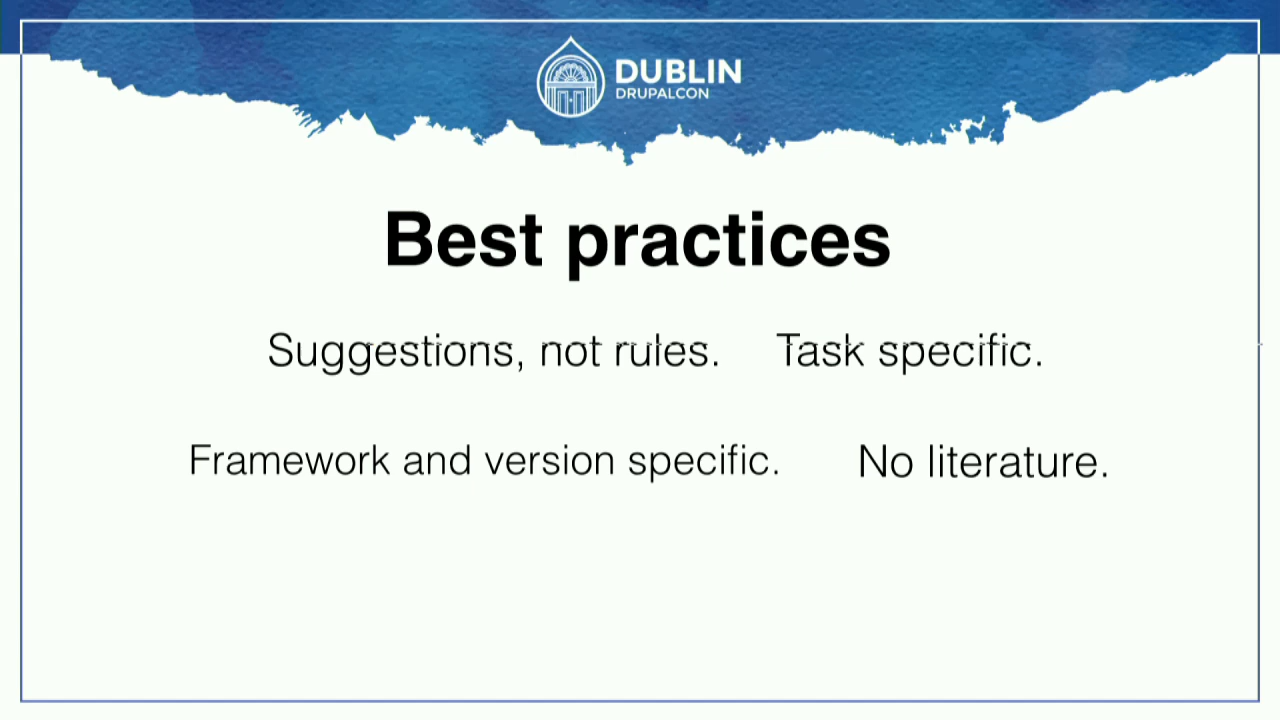 DUBLIN
DRUPALCON
Best practices
Suggestions, not rules. Task specific.
Framework and version specific. No literature.